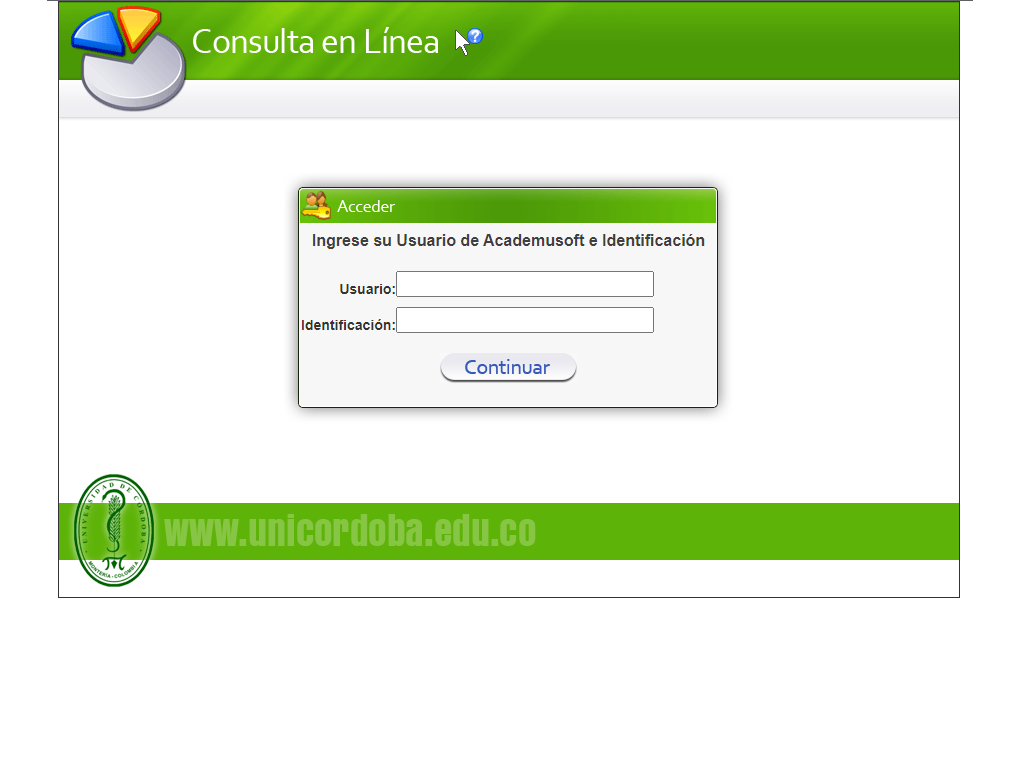 Consulta en Línea
Acceder
Ingrese su Usuario de Academusoft e Identificación
Usuario:
Identificación:
Continuar
UNIVERSIDAD DE CÓRDOBA
MONTERÍA - COLOMBIA
www.unicordoba.edu.co